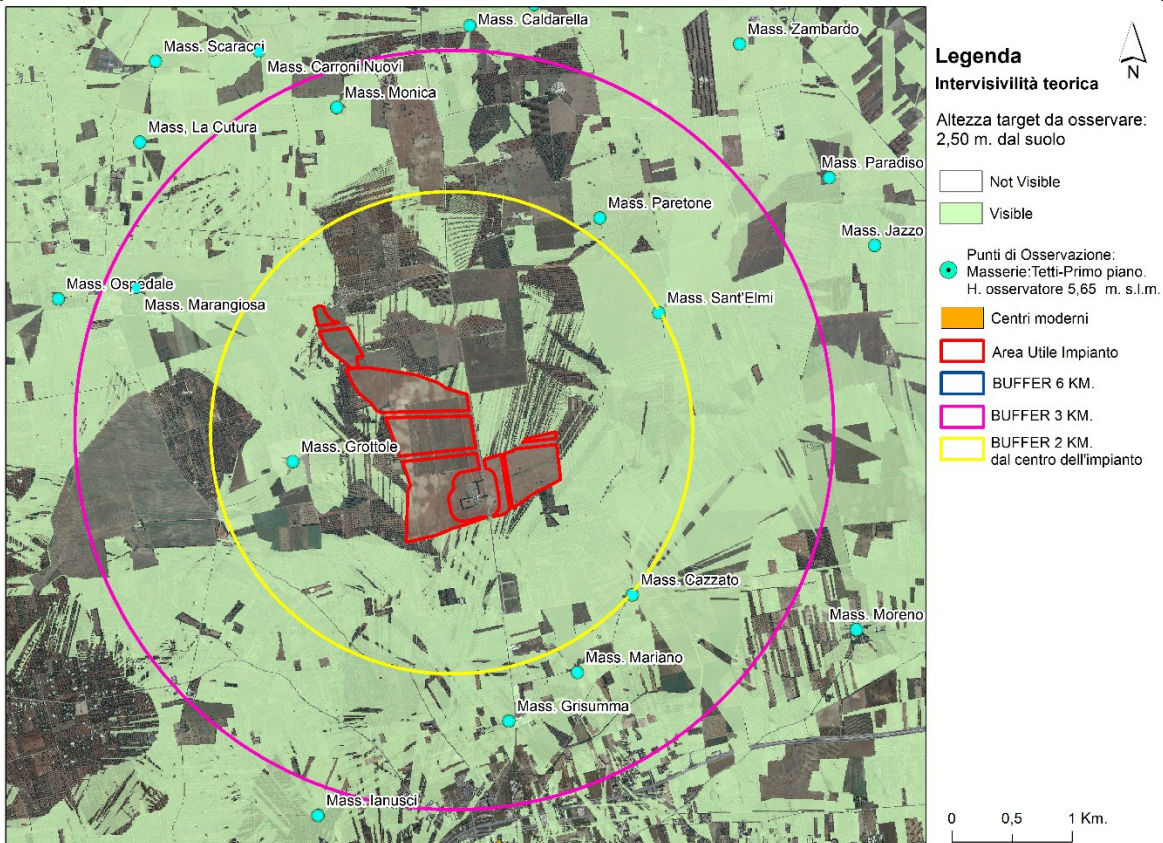 Mass. Caldarella
Mass. Zambardo
Mass. Scaracci
Mass. Carroni Nuovi
Mass. Monica
Mass, La Cutura
Mass. Paradiso
Mass. Paretone
Mass. Jazzo
Mass. Ospedale
Mass. Marangiosa
Mass. Sant'Elmi
Mass. Grottole
Mass. Cazzato
Mass. Moreno
Mass. Mariano
Mass. Grisumma
Mass. Ianusci
Legenda
N
Intervisivilità teorica
Altezza target da osservare:
2,50 m. dal suolo
Not Visible
Visible
Punti di Osservazione:
Masserie:Tetti-Primo piano.
H. osservatore 5,65 m. s.l.m.
Centri moderni
Area Utile Impianto
BUFFER 6 KM.
BUFFER 3 KM.
BUFFER 2 KM.
dal centro dell'impianto
0 0,5 1 Km.